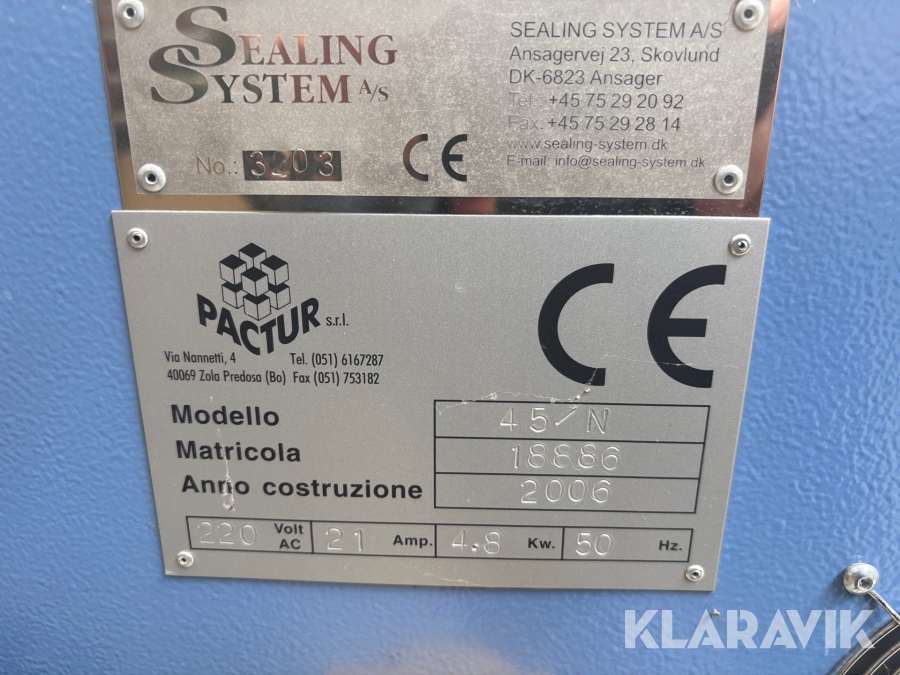 SEALING
SYSTEM A/S
No.: 3203
CE
SEALING SYSTEM A/S
Ansagervej 23, Skovlund
DK-6823 Ansager
Tel.: +45 75 29 20 92
Fax.: +45 75 29 28 14
www.sealing-system.dk
E-mail: info@sealing-system.dk
PACTUR s.r.l.
Via Nannetti, 4 Tel. (051) 6167287
40069 Zola Predosa (Bo) Fax (051) 753182
CE
Modello 45/N
Matricola 18886
Anno costruzione 2006
220 Volt AC 21 Amp. 4.8 Kw. 50 Hz.
KLARAVIK